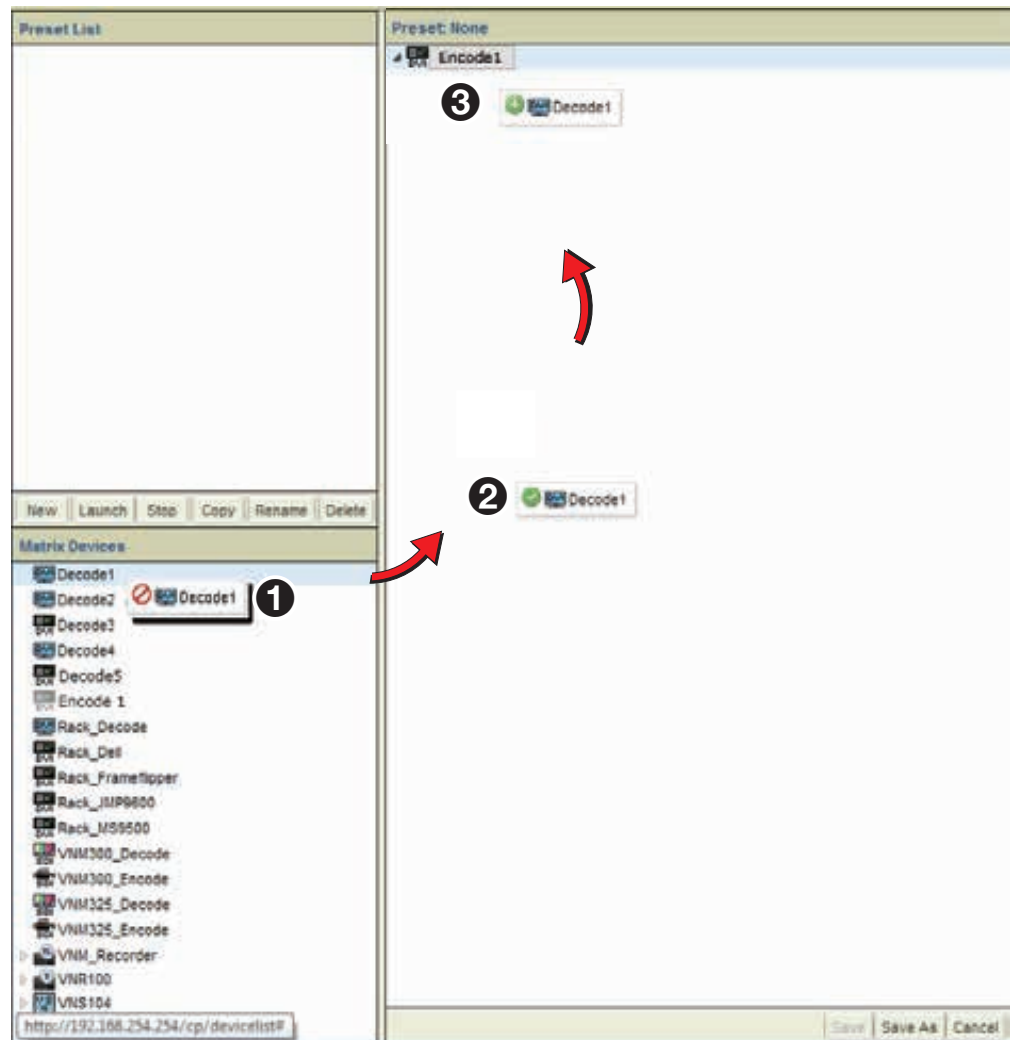 Preset List
New Launch Stop Copy Rename Delete
Matrix Devices
Decode1
Decode2
Decode1
1
Decode3
Decode4
Decode5
Encode 1
Rack_Decode
Rack_Dell
Rack_Frameflipper
Rack_JMP9600
Rack_MS9500
VNM300_Decode
VNM300_Encode
VNM325_Decode
VNM325_Encode
VNM_Recorder
VNR100
VNS104
http://192.168.254.254/cp/devicelist#
Preset: None
Encode1
3
Decode1
2
Decode1
Save Save As Cancel